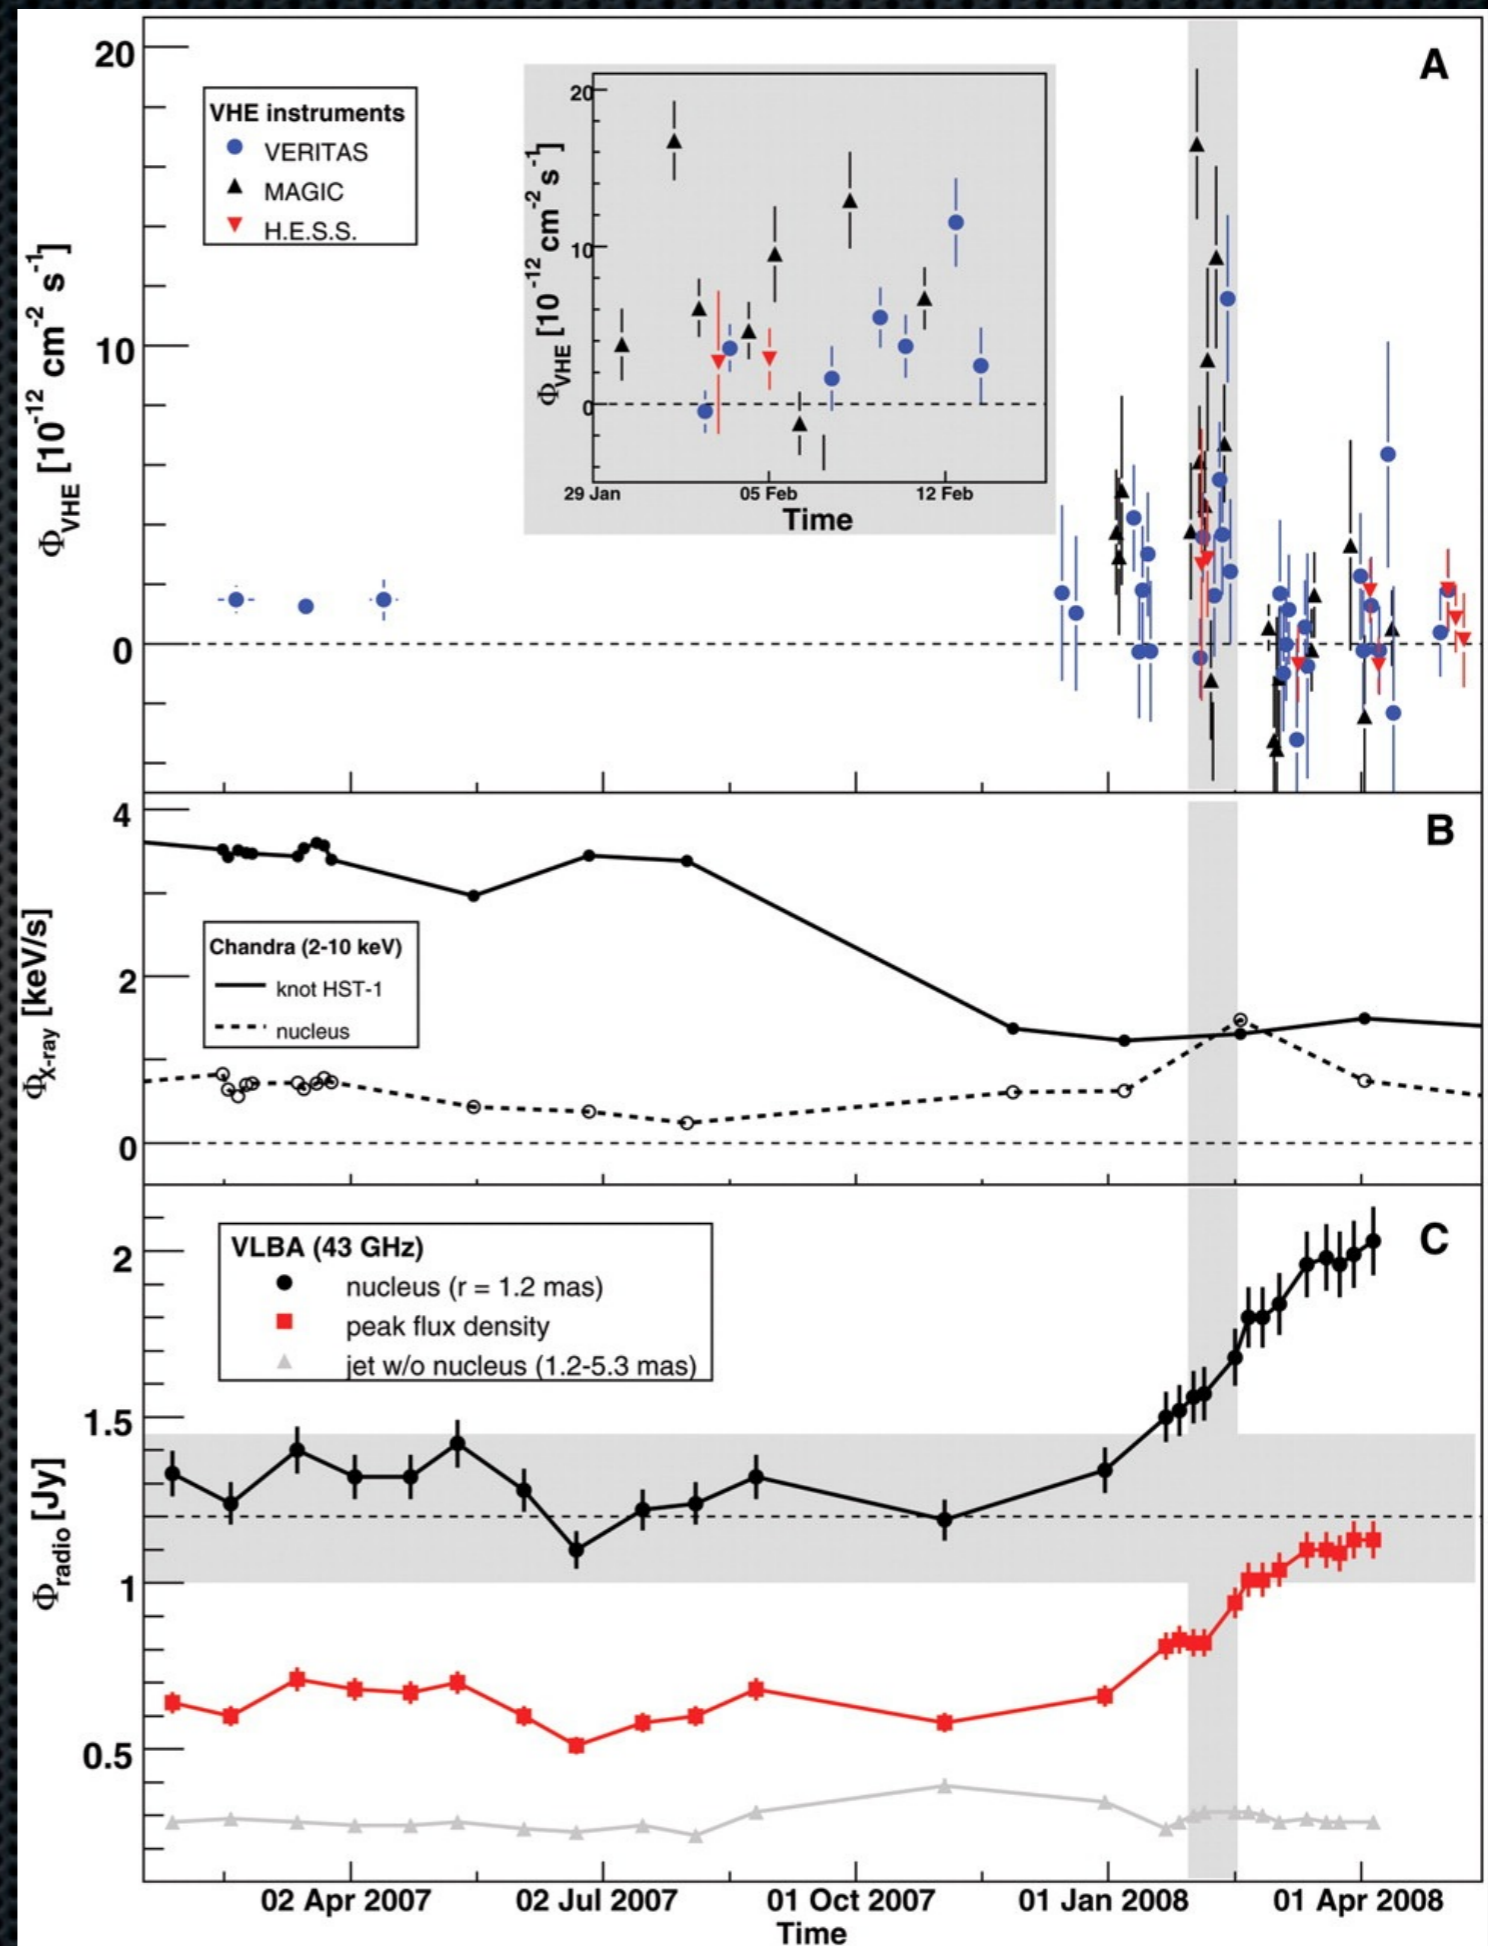 A
20
10
0
ΦVHE [10-12 cm-2 s-1]
VHE instruments
VERITAS
MAGIC
H.E.S.S.
20
10
0
ΦVHE [10-12 cm-2 s-1]
29 Jan 05 Feb 12 Feb
Time
B
4
2
0
ΦX-ray [keV/s]
Chandra (2-10 keV)
knot HST-1
nucleus
C
2
1.5
1
0.5
Φradio [Jy]
VLBA (43 GHz)
nucleus (r = 1.2 mas)
peak flux density
jet w/o nucleus (1.2-5.3 mas)
02 Apr 2007 02 Jul 2007 01 Oct 2007 01 Jan 2008 01 Apr 2008
Time